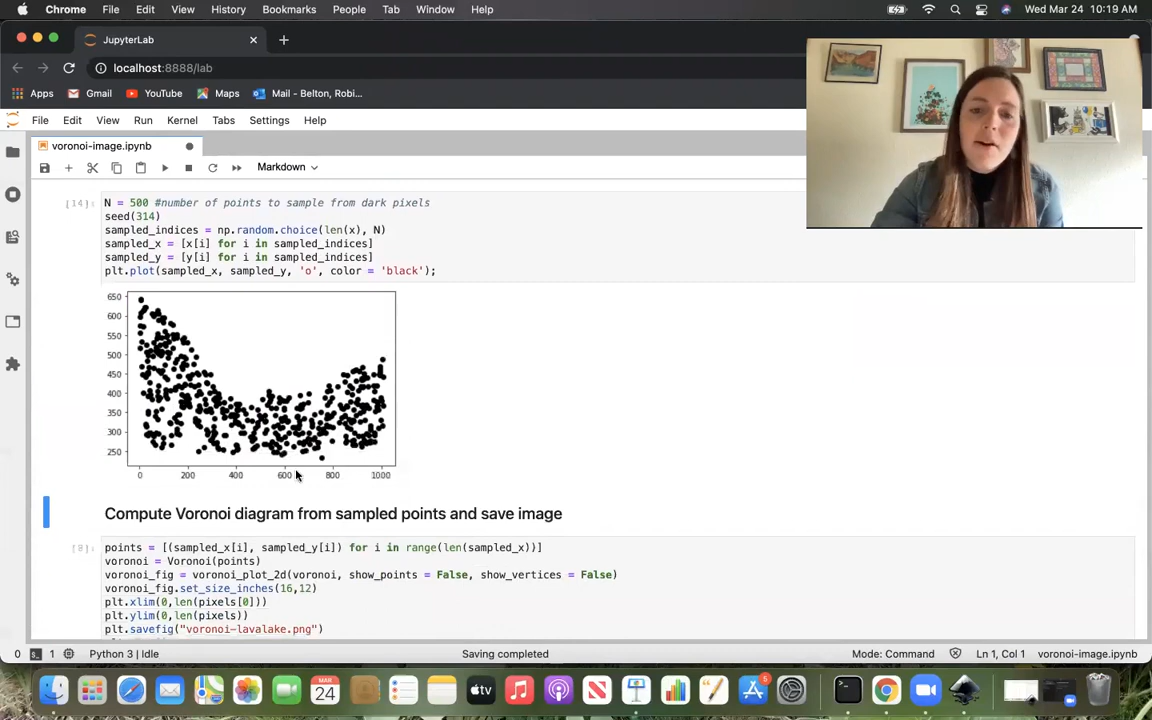 Chrome File Edit View History Bookmarks People Tab Window Help Wed Mar 24 10:19 AM
JupyterLab
localhost:8888/lab
Apps Gmail YouTube Maps Mail - Belton, Robi...
File Edit View Run Kernel Tabs Settings Help
voronoi-image.ipynb
Markdown
[14]: N = 500 #number of points to sample from dark pixels
seed(314)
sampled_indices = np.random.choice(len(x), N)
sampled_x = [x[i] for i in sampled_indices]
sampled_y = [y[i] for i in sampled_indices]
plt.plot(sampled_x, sampled_y, 'o', color = 'black');
650
600
550
500
450
400
350
300
250
0 200 400 600 800 1000
Compute Voronoi diagram from sampled points and save image
[8]: points = [(sampled_x[i], sampled_y[i]) for i in range(len(sampled_x))]
voronoi = Voronoi(points)
voronoi_fig = voronoi_plot_2d(voronoi, show_points = False, show_vertices = False)
voronoi_fig.set_size_inches(16,12)
plt.xlim(0,len(pixels[0]))
plt.ylim(0,len(pixels))
plt.savefig("voronoi-lavalake.png")
0 1 Python 3 | Idle Saving completed Mode: Command Ln 1, Col 1 voronoi-image.ipynb
MAR
24
tv
5